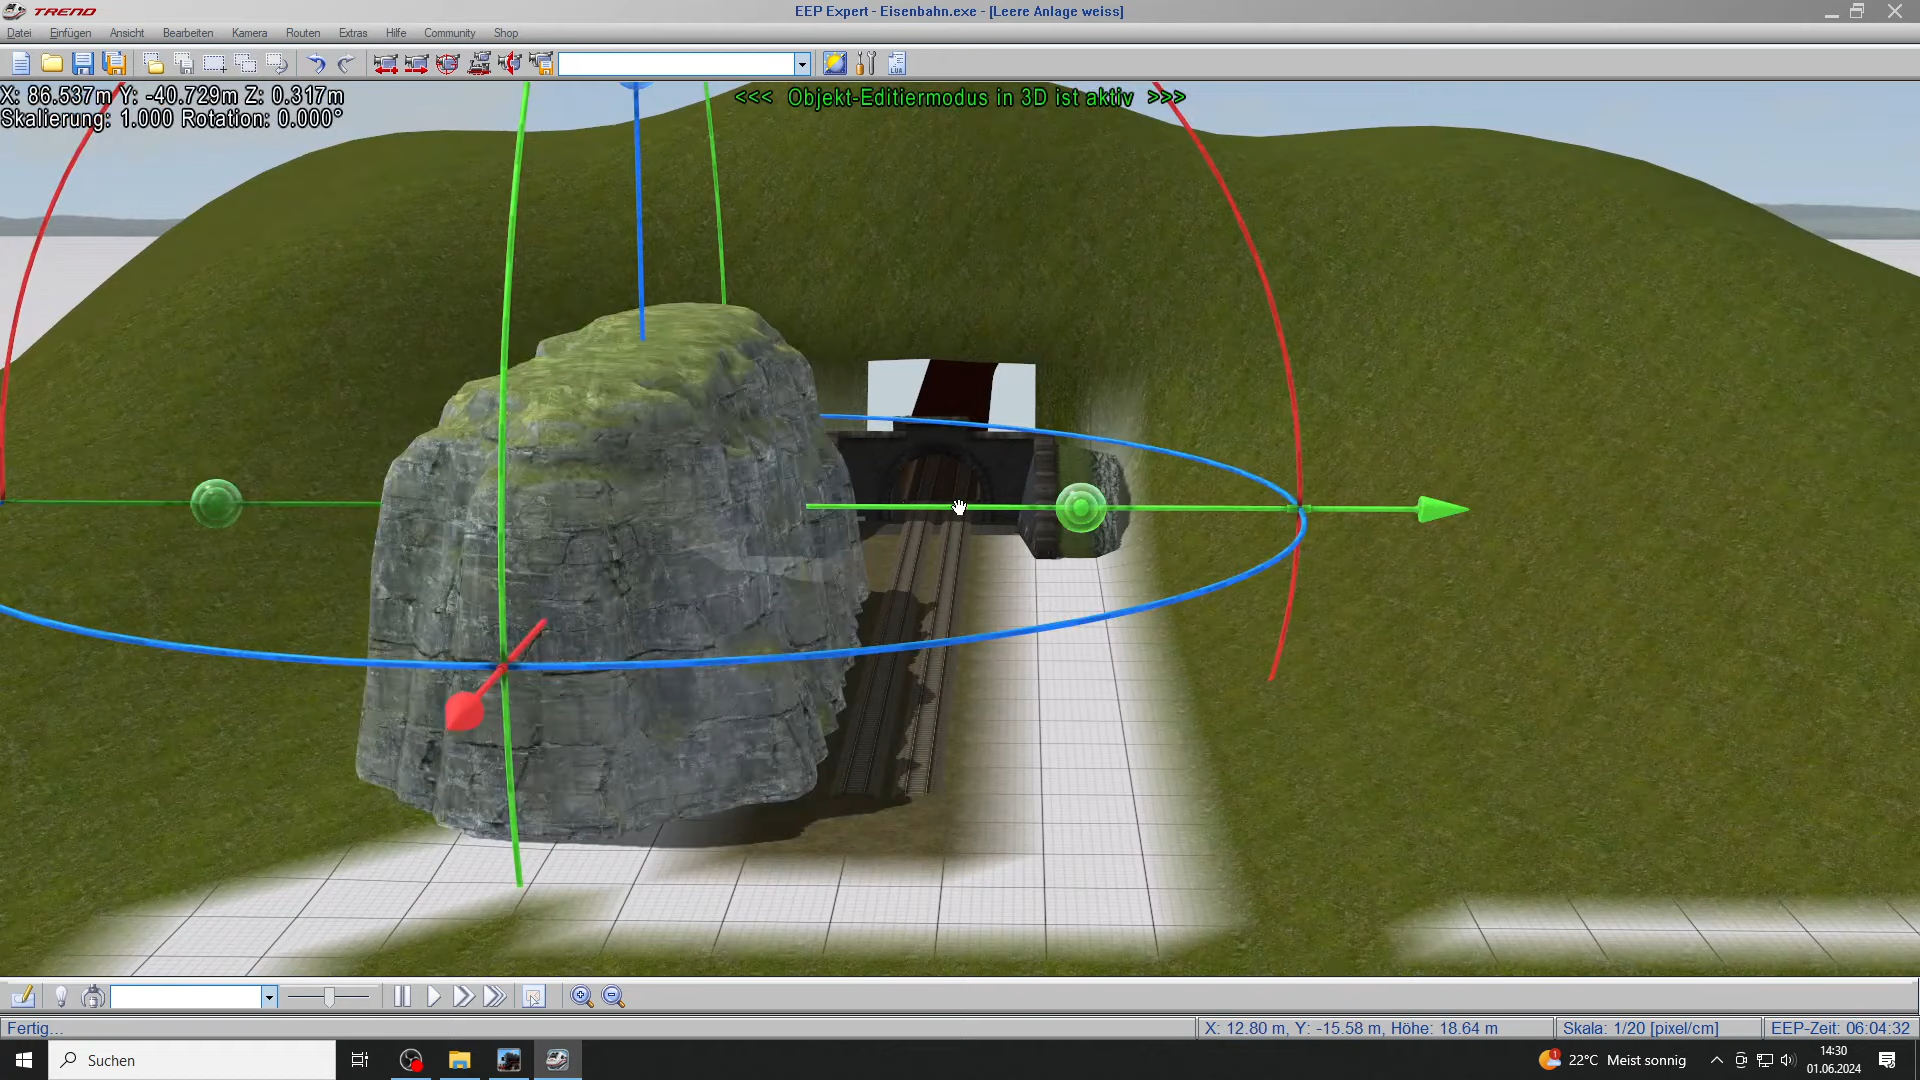 TREND
EEP Expert - Eisenbahn.exe - [Leere Anlage weiss]
Datei Einfügen Ansicht Bearbeiten Kamera Routen Extras Hilfe Community Shop
LUA
X: 86.537m Y: -40.729m Z: 0.317m
<<< Objekt-Editiermodus in 3D ist aktiv >>>
Skalierung: 1.000 Rotation: 0.000°
Fertig...
X: 12.80 m, Y: -15.58 m, Höhe: 18.64 m
Skala: 1/20 [pixel/cm]
EEP-Zeit: 06:04:32
Suchen
1
22°C Meist sonnig
14:30
01.06.2024